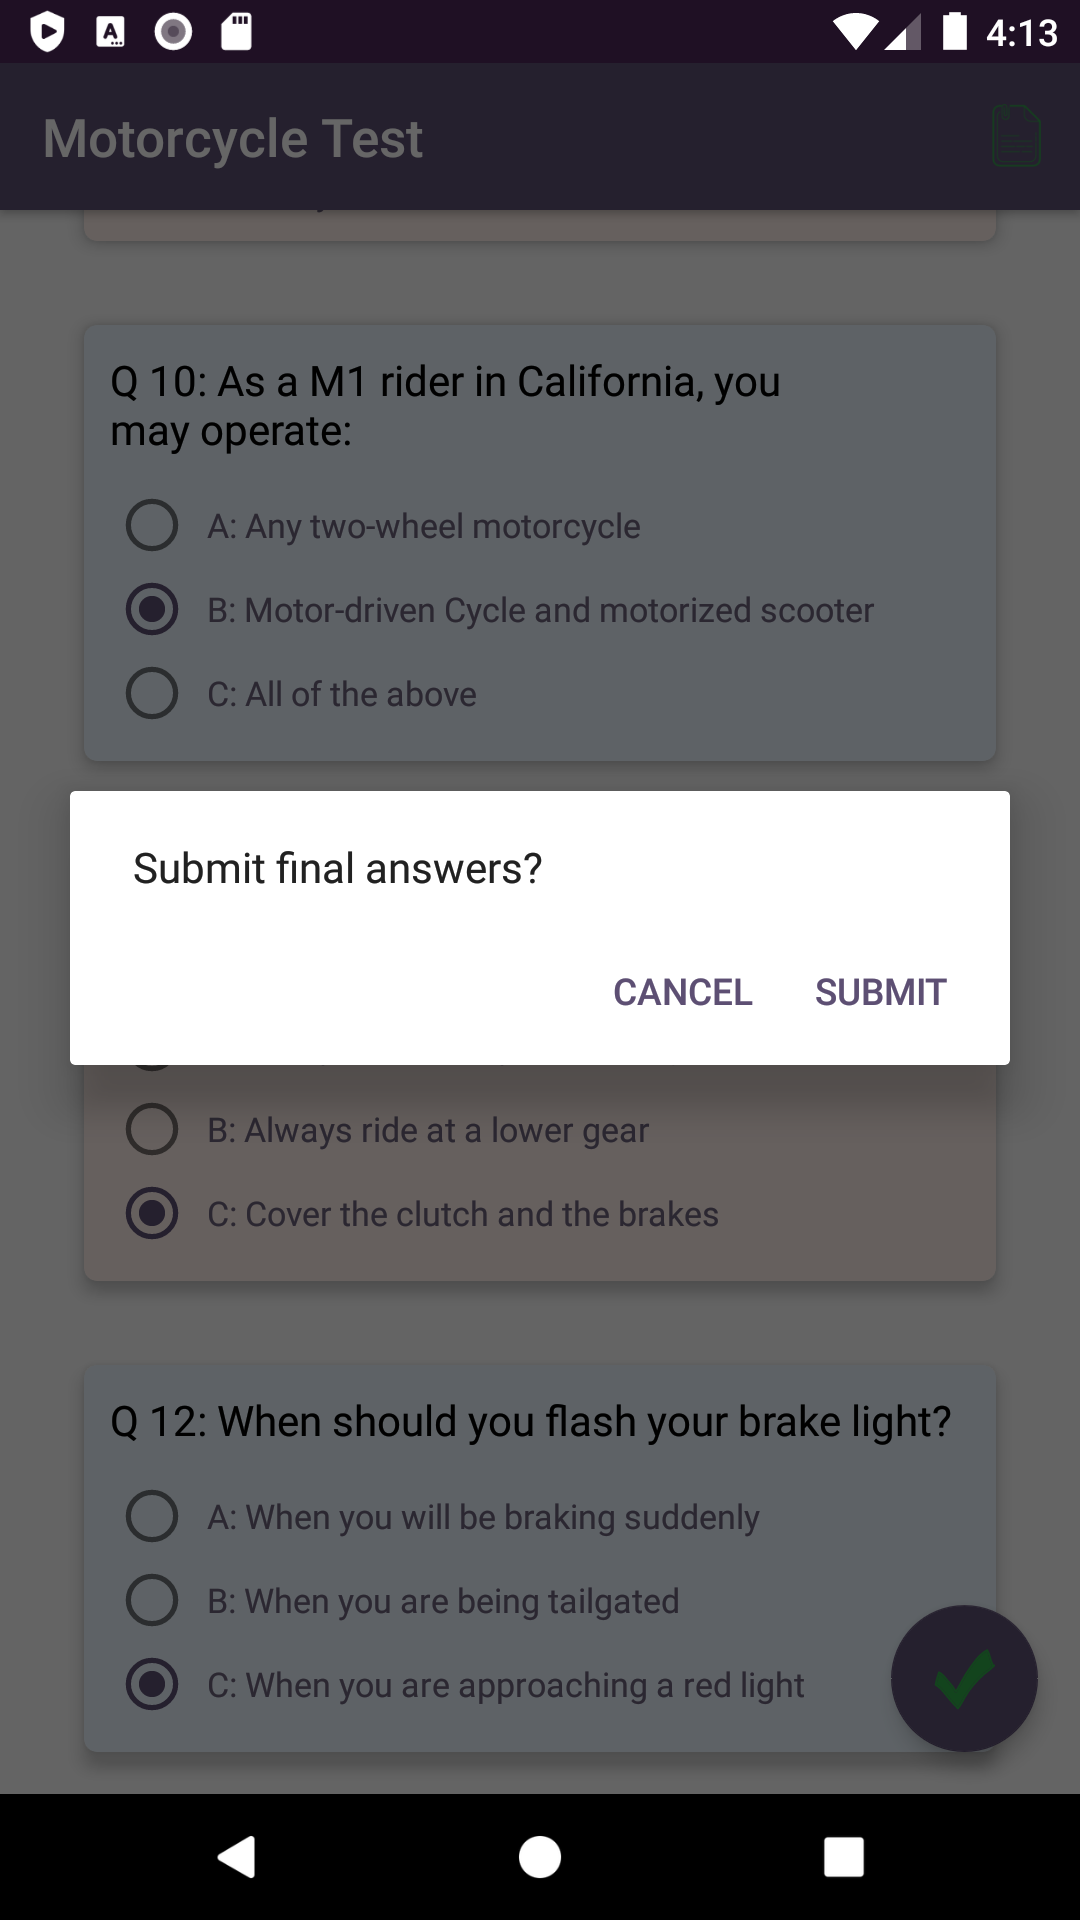 4:13
Motorcycle Test
Q 10: As a M1 rider in California, you
may operate:
A: Any two-wheel motorcycle
B: Motor-driven Cycle and motorized scooter
C: All of the above
Submit final answers?
CANCEL SUBMIT
B: Always ride at a lower gear
C: Cover the clutch and the brakes
Q 12: When should you flash your brake light?
A: When you will be braking suddenly
B: When you are being tailgated
C: When you are approaching a red light